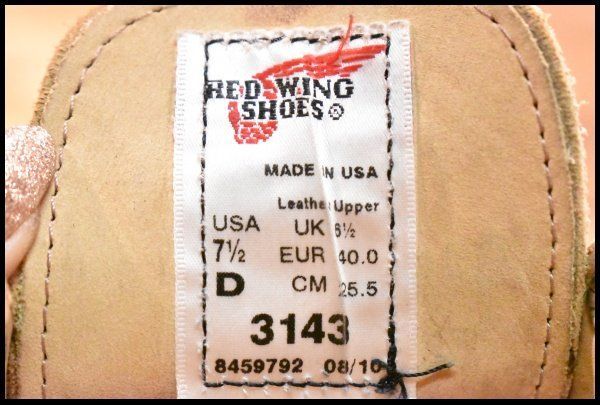 RED WING
SHOES®
MADE IN USA
Leather Upper
USA UK 6½
7½ EUR 40.0
D CM 25.5
3143
8459792 08/10